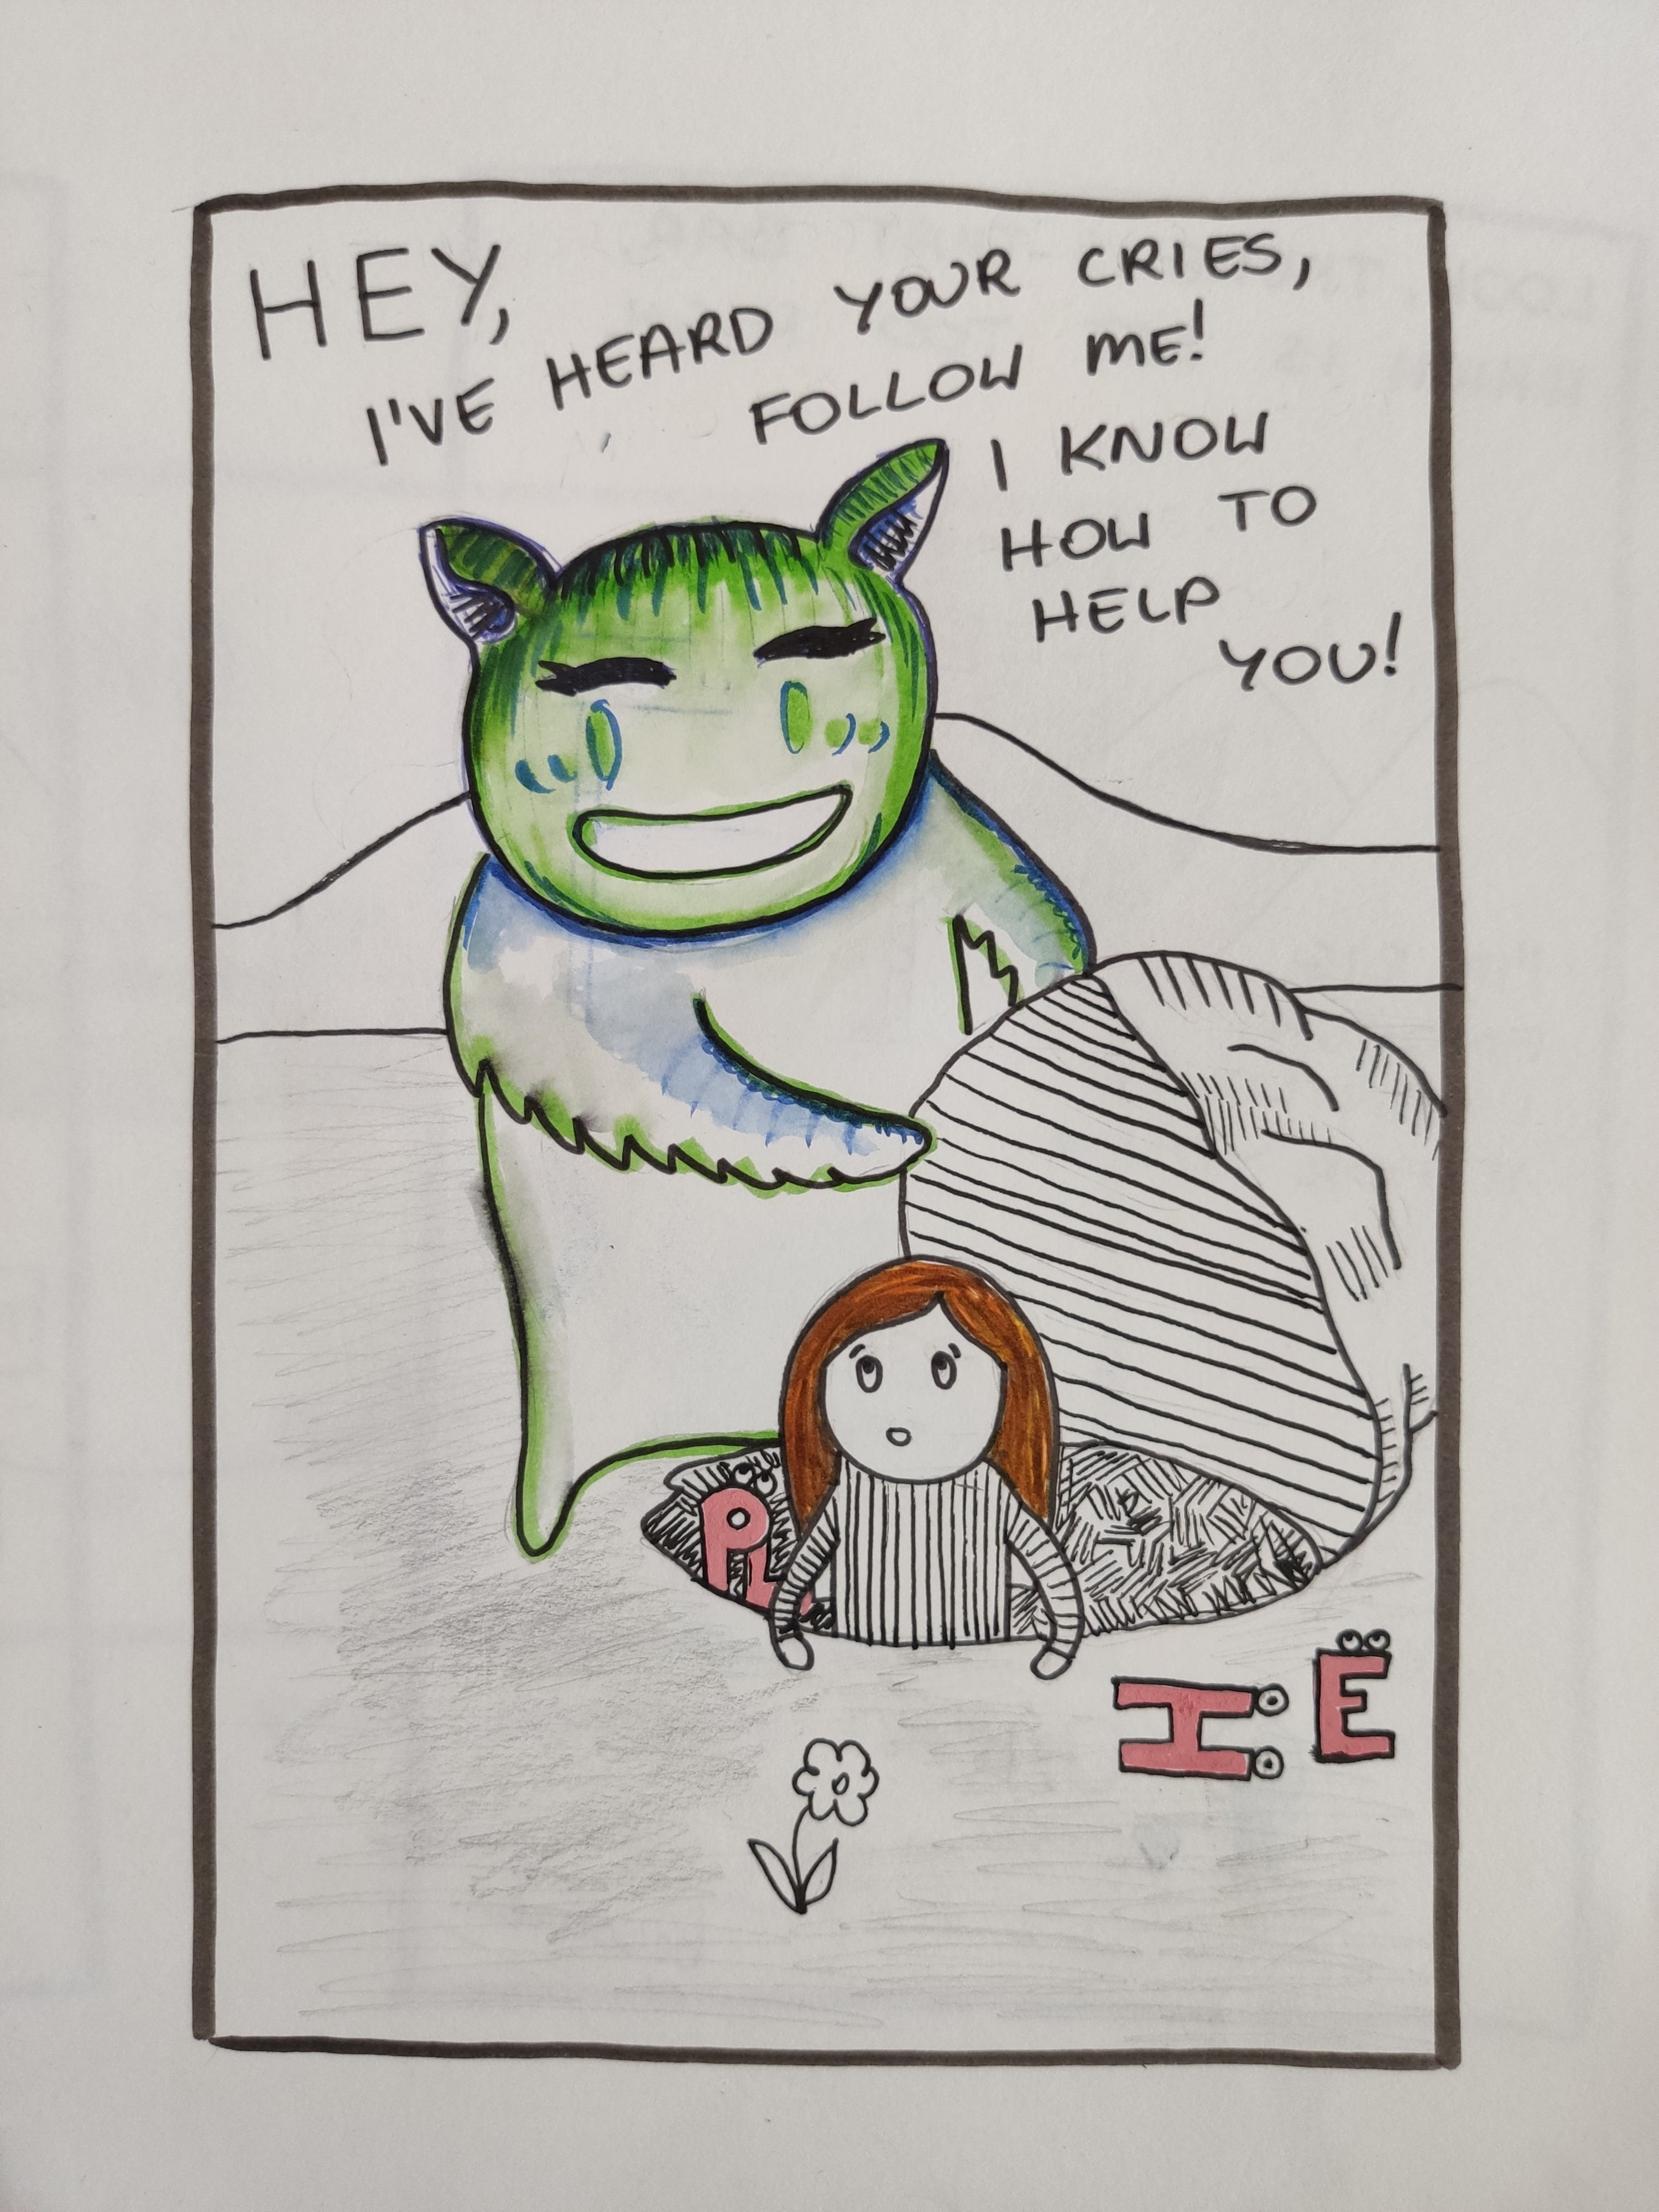 HEY,
I'VE HEARD YOUR CRIES,
FOLLOW ME!
I KNOW
HOW TO
HELP
YOU!
PL
H
E